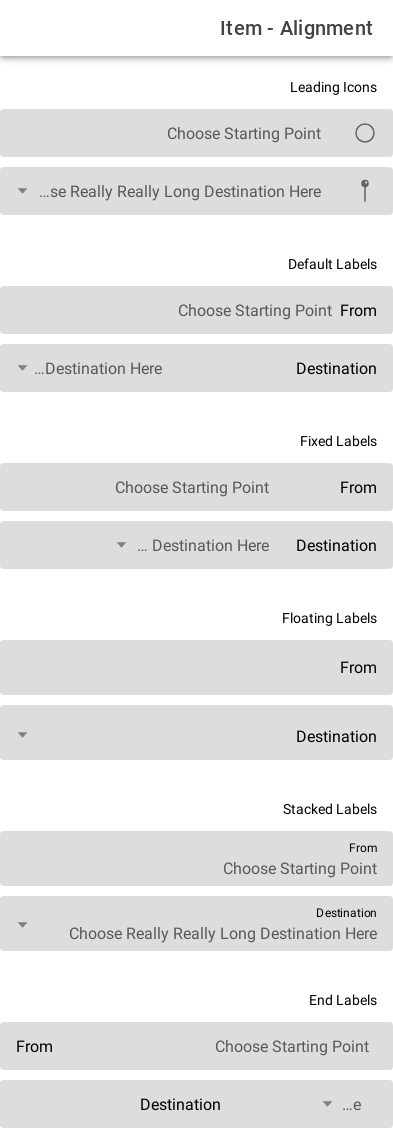 Item - Alignment
Leading Icons
Choose Starting Point
...se Really Really Long Destination Here
Default Labels
From Choose Starting Point
Destination ...Destination Here
Fixed Labels
From Choose Starting Point
Destination ... Destination Here
Floating Labels
From
Destination
Stacked Labels
From
Choose Starting Point
Destination
Choose Really Really Long Destination Here
End Labels
Choose Starting Point From
...e Destination